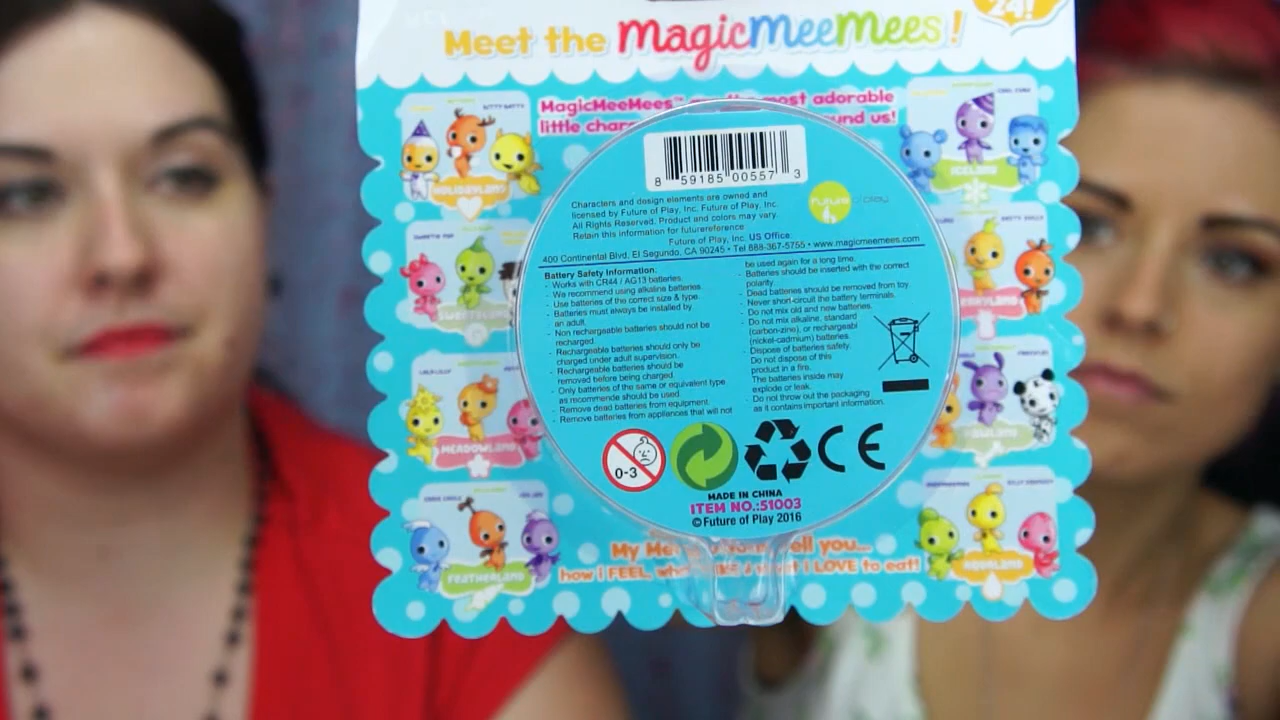 Meet the MagicMeeMees!
24!
MagicMeeMees™ most adorable
little und us!
KITTY BATTY
HOLIDAYLAND
ICELAND
SWEETIE PEA
MEADOWLAND
FEATHERLAND
AQUALAND
8 59185 00557 3
Characters and design elements are owned and
licensed by Future of Play, Inc. Future of Play, Inc.
All Rights Reserved. Product and colors may vary.
Retain this information for futurereference
future of play
Future of Play, Inc. US Office:
400 Continental Blvd, El Segundo, CA 90245 • Tel 888-367-5755 • www.magicmeemees.com
Battery Safety Information.
- Works with CR44 / AG13 batteries.
- We recommend using alkaline batteries.
- Use batteries of the correct size & type.
- Batteries must always be installed by
an adult.
- Non rechargeable batteries should not be
recharged.
- Rechargeable batteries should only be
charged under adult supervision.
- Rechargeable batteries should be
removed before being charged.
- Only batteries of the same or equivalent type
as recommende should be used.
- Remove dead batteries from equipment.
- Remove batteries from appliances that will not
be used again for a long time.
- Batteries should be inserted with the correct
polarity.
- Dead batteries should be removed from toy.
- Never short-circuit the battery terminals.
- Do not mix old and new batteries.
- Do not mix alkaline, standard
(carbon-zinc), or rechargeabl
(nickel-cadmium) batteries.
- Dispose of batteries safety.
Do not dispose of this
product in a fire.
The batteries inside may
explode or leak.
- Do not throw out the packaging
as it contains important information.
0-3
CE
MADE IN CHINA
ITEM NO.:51003
©Future of Play 2016
My ell you...
how i FEEL, i LOVE to eat!